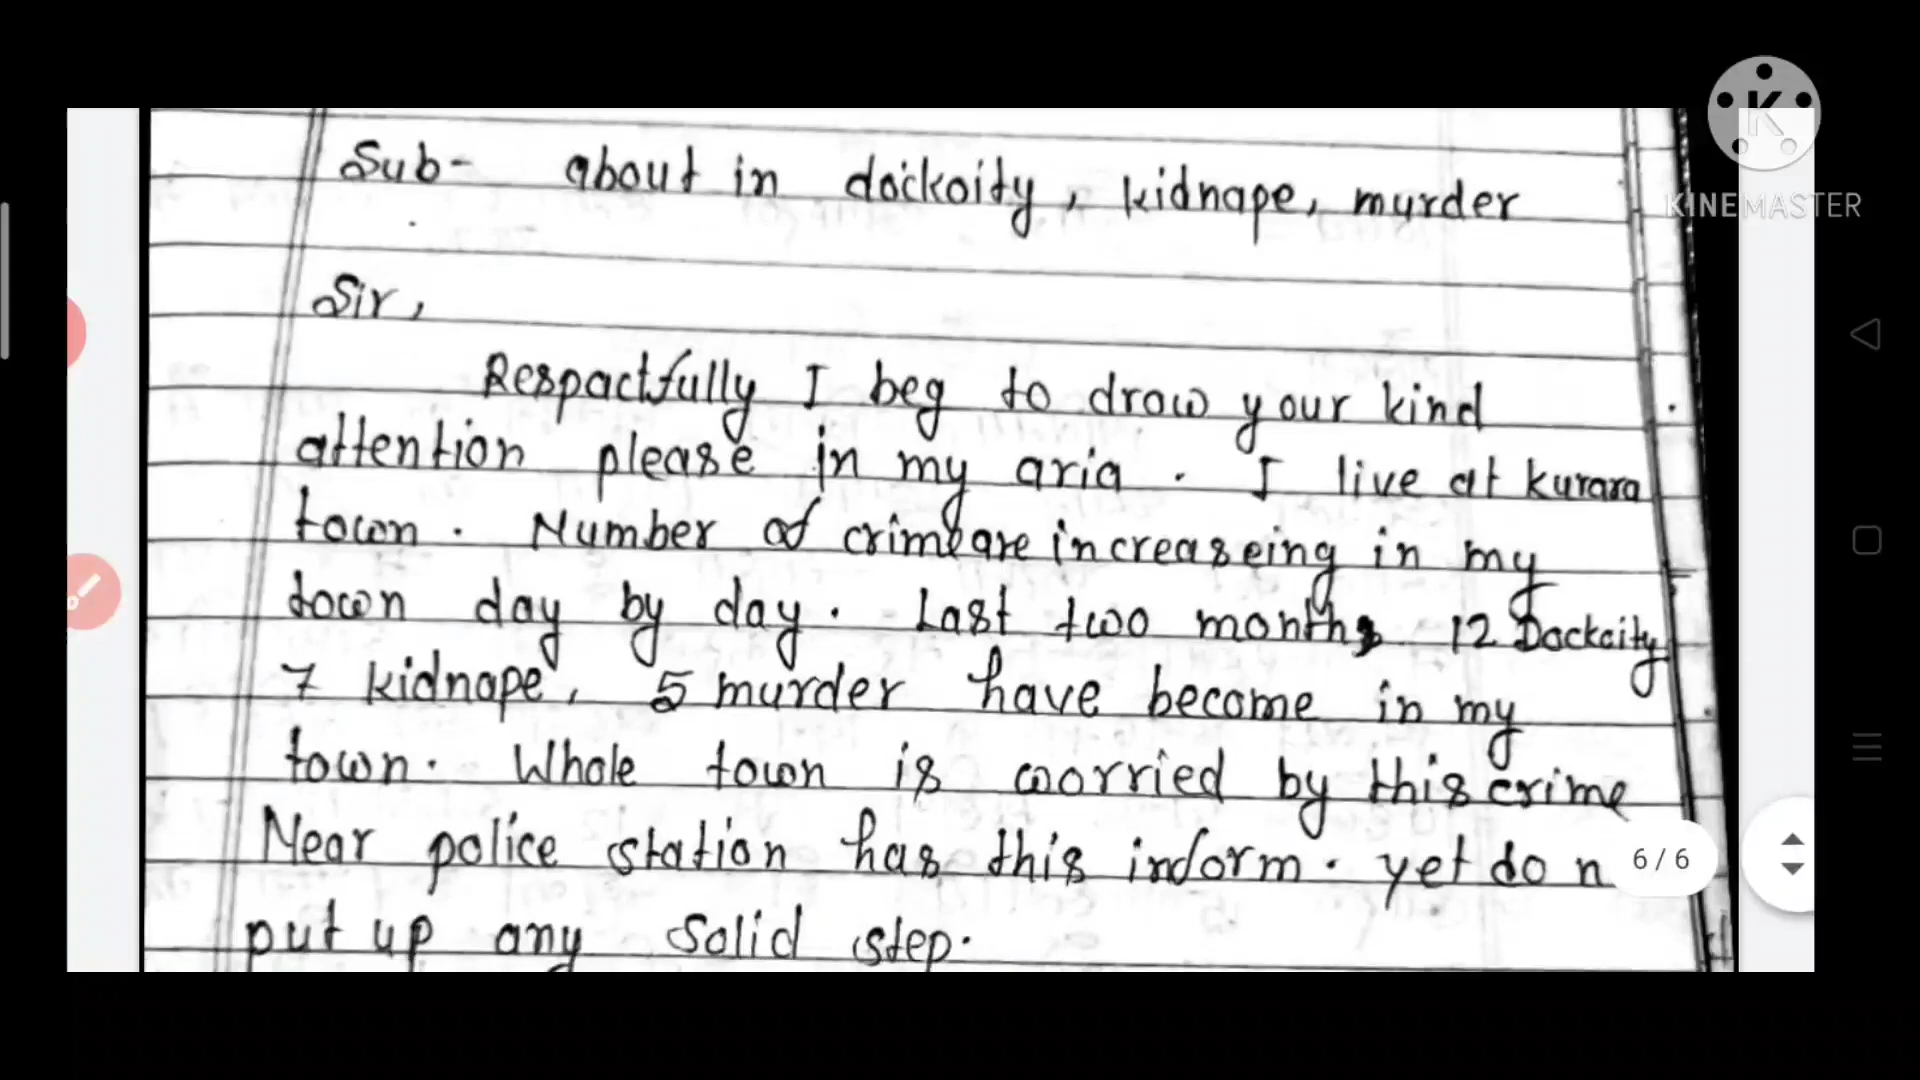 Sub- about in dockoity, kidnape, murder
Sir,
Respactfully I beg to drow your kind
attention please in my aria. I live at Kurara
town. Number of crime are increaseing in my
town day by day. Last two months 12 Dockoity
7 kidnape, 5 murder have become in my
town. Whole town is worried by this crime
Near police station has this inform. yet do n
put up any solid step.
6/6
K
KINEMASTER